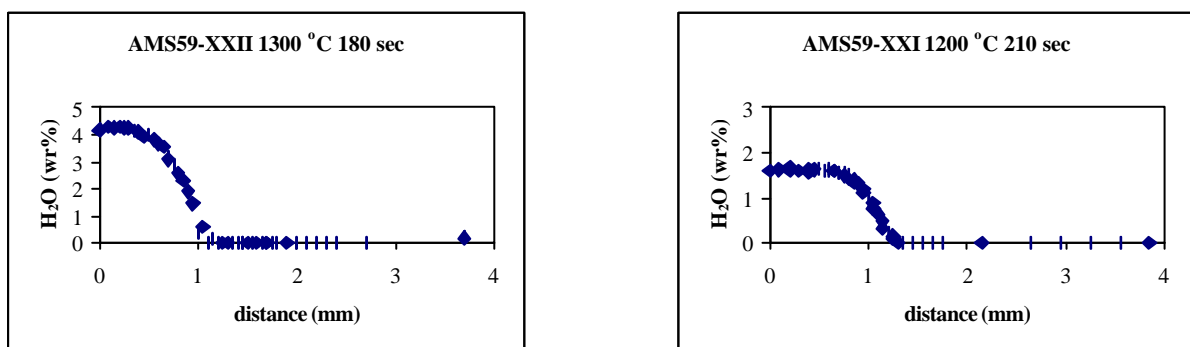 AMS59-XXII 1300 °C 180 sec
5
4
3
2
1
0
H₂O (wr%)
0 1 2 3 4
distance (mm)
AMS59-XXI 1200 °C 210 sec
3
2
1
0
H₂O (wr%)
0 1 2 3 4
distance (mm)